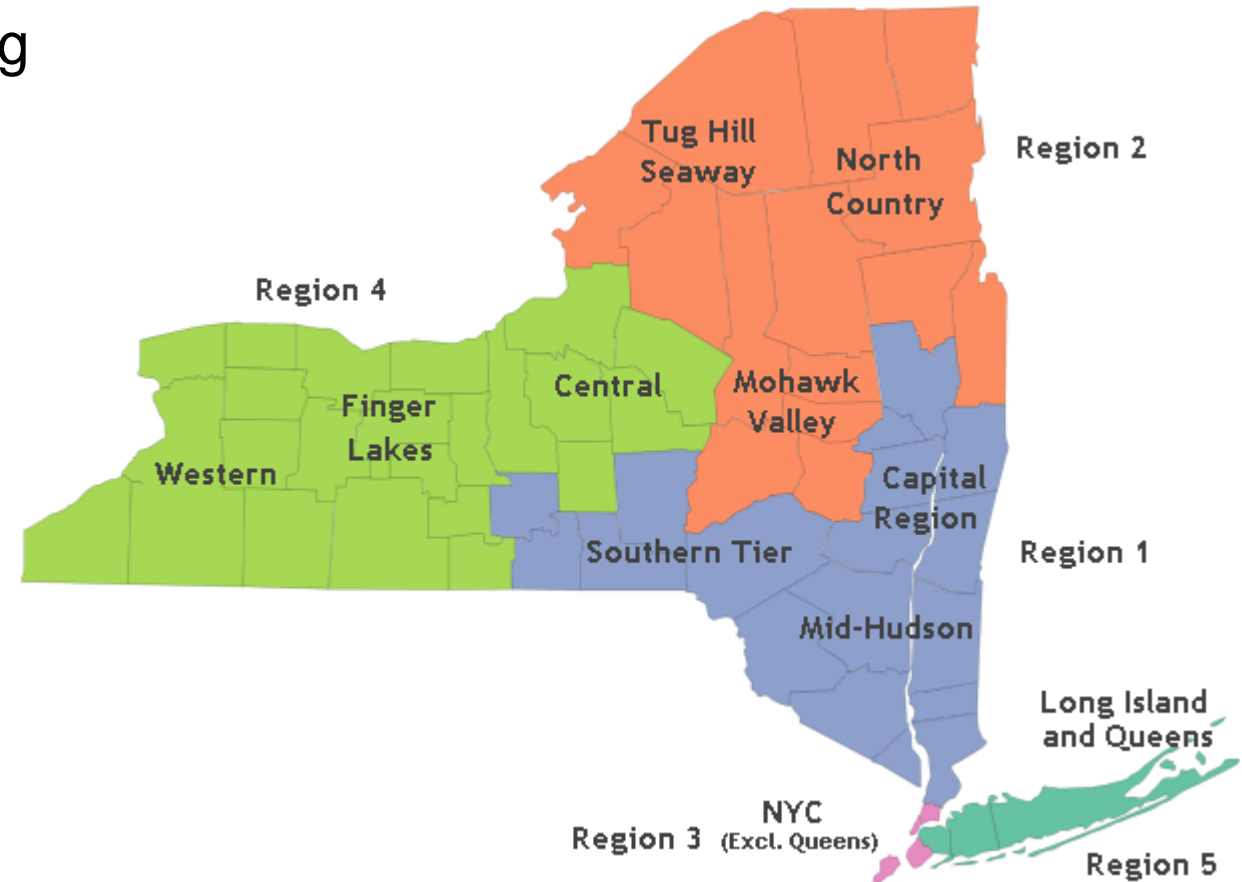 g
Tug Hill
Seaway
North
Country
Region 2
Region 4
Central
Mohawk
Valley
Finger
Lakes
Western
Capital
Region
Southern Tier
Region 1
Mid-Hudson
Long Island
and Queens
NYC
(Excl. Queens)
Region 3
Region 5